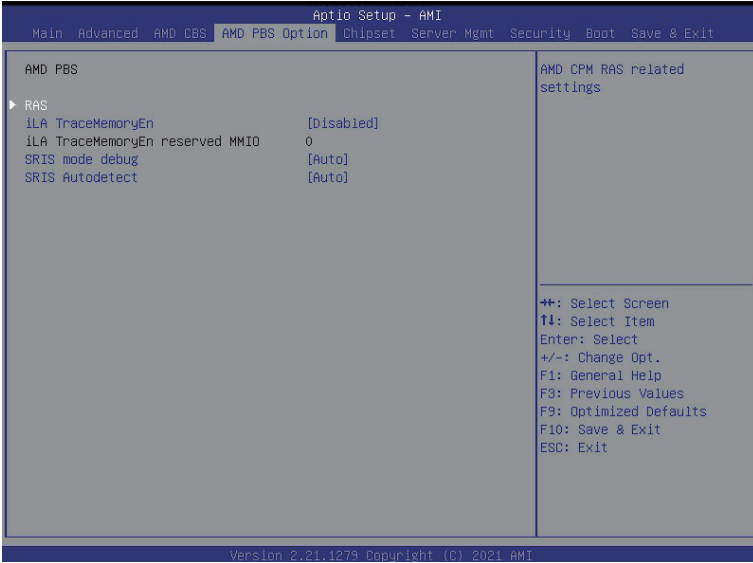 Aptio Setup - AMI
Main Advanced AMD CBS AMD PBS Option Chipset Server Mgmt Security Boot Save & Exit
AMD PBS
RAS
iLA TraceMemoryEn [Disabled]
iLA TraceMemoryEn reserved MMIO 0
SRIS mode debug [Auto]
SRIS Autodetect [Auto]
AMD CPM RAS related
settings
→←: Select Screen
↑↓: Select Item
Enter: Select
+/-: Change Opt.
F1: General Help
F3: Previous Values
F9: Optimized Defaults
F10: Save & Exit
ESC: Exit
Version 2.21.1279 Copyright (C) 2021 AMI